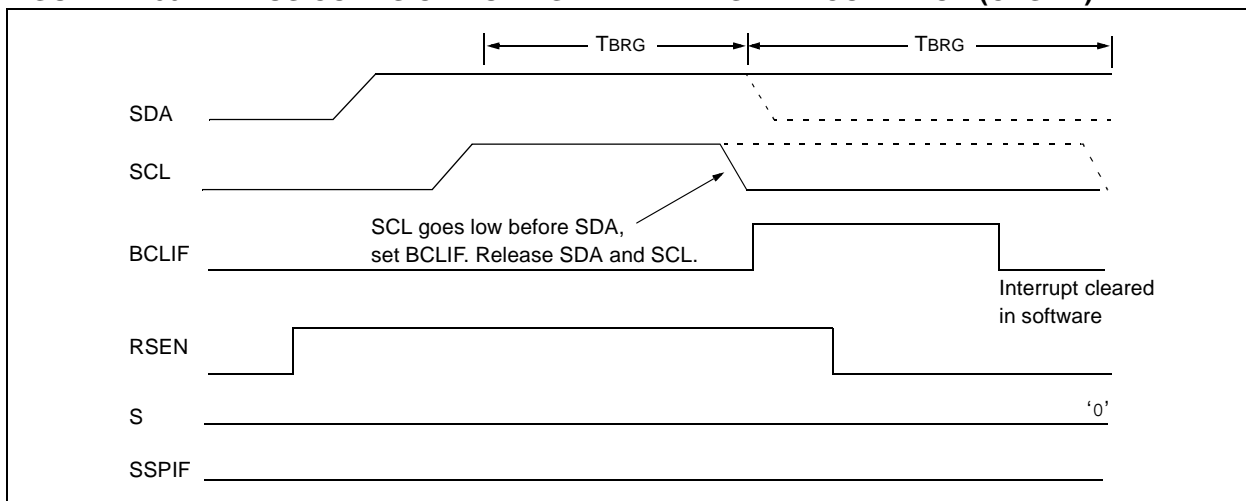 TBRG TBRG
SDA
SCL
SCL goes low before SDA,
set BCLIF. Release SDA and SCL.
BCLIF
Interrupt cleared
in software
RSEN
S
‘0’
SSPIF